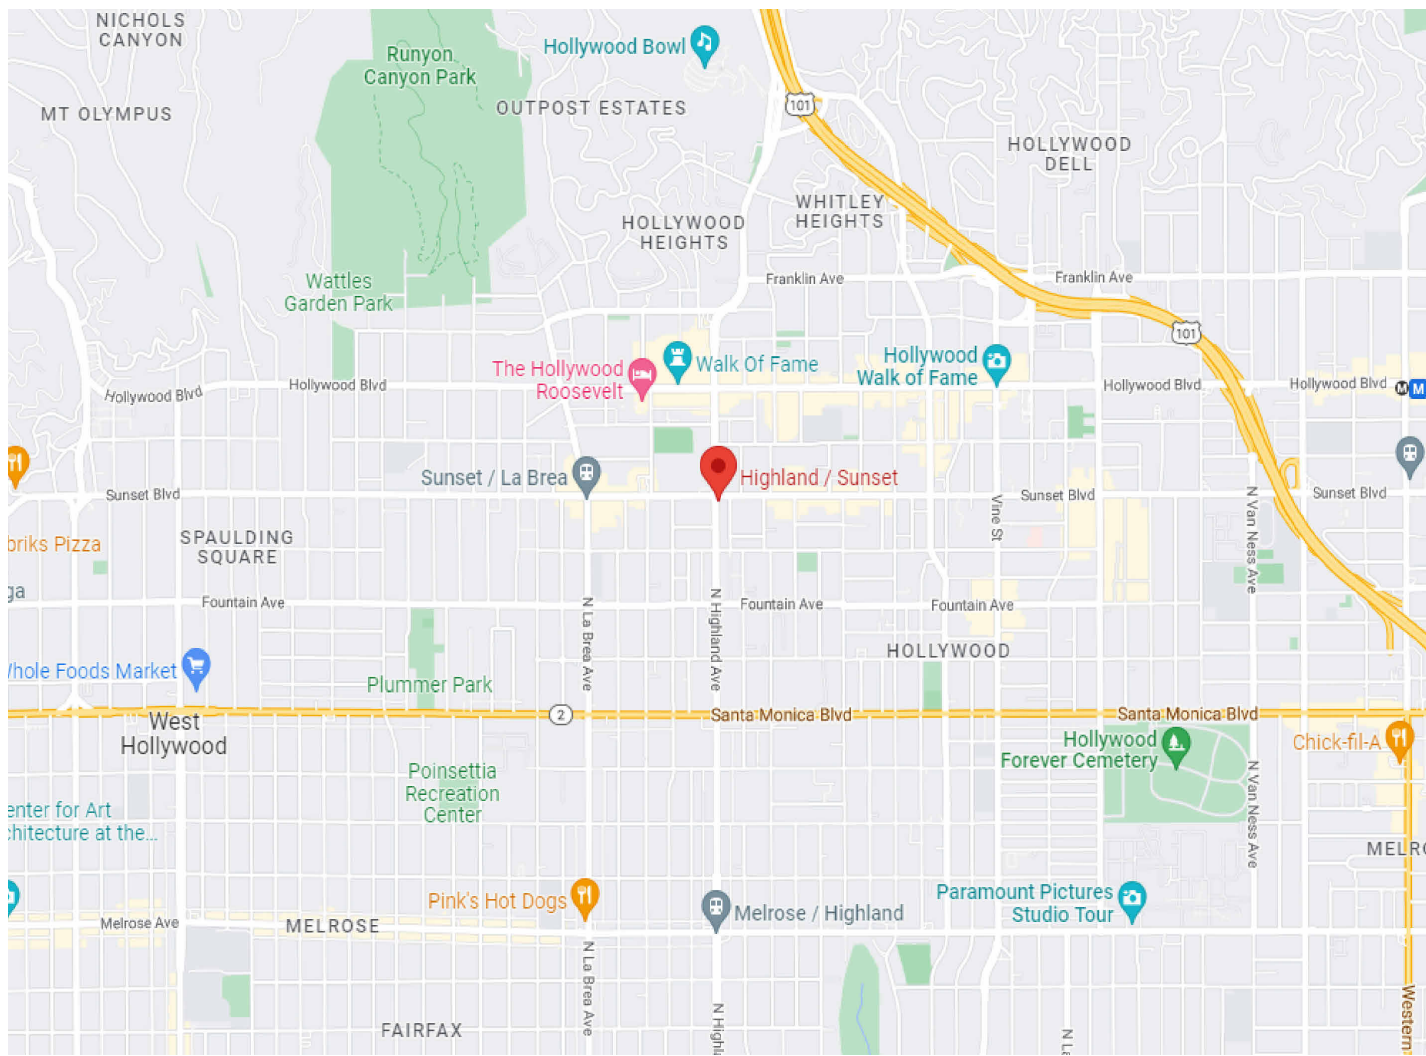 NICHOLS
CANYON
Runyon
Canyon Park
Hollywood Bowl
101
MT OLYMPUS
OUTPOST ESTATES
HOLLYWOOD
DELL
WHITLEY
HEIGHTS
HOLLYWOOD
HEIGHTS
Wattles
Garden Park
Franklin Ave
Franklin Ave
101
The Hollywood
Roosevelt
Walk Of Fame
Hollywood
Walk of Fame
Hollywood Blvd
Hollywood Blvd
Hollywood Blvd
Hollywood Blvd
M
M
Sunset / La Brea
Highland / Sunset
Sunset Blvd
Sunset Blvd
Sunset Blvd
Vine St
N Van Ness Ave
SPAULDING
SQUARE
briks Pizza
ga
Fountain Ave
Fountain Ave
Fountain Ave
N La Brea Ave
N Highland Ave
HOLLYWOOD
Whole Foods Market
Plummer Park
West
Hollywood
2
Santa Monica Blvd
Santa Monica Blvd
Hollywood
Forever Cemetery
Chick-fil-A
Poinsettia
Recreation
Center
N Van Ness Ave
enter for Art
chitecture at the...
MELRO
Pink's Hot Dogs
Melrose / Highland
Paramount Pictures
Studio Tour
Melrose Ave
MELROSE
N La Brea Ave
N Highl
N La
Western
FAIRFAX